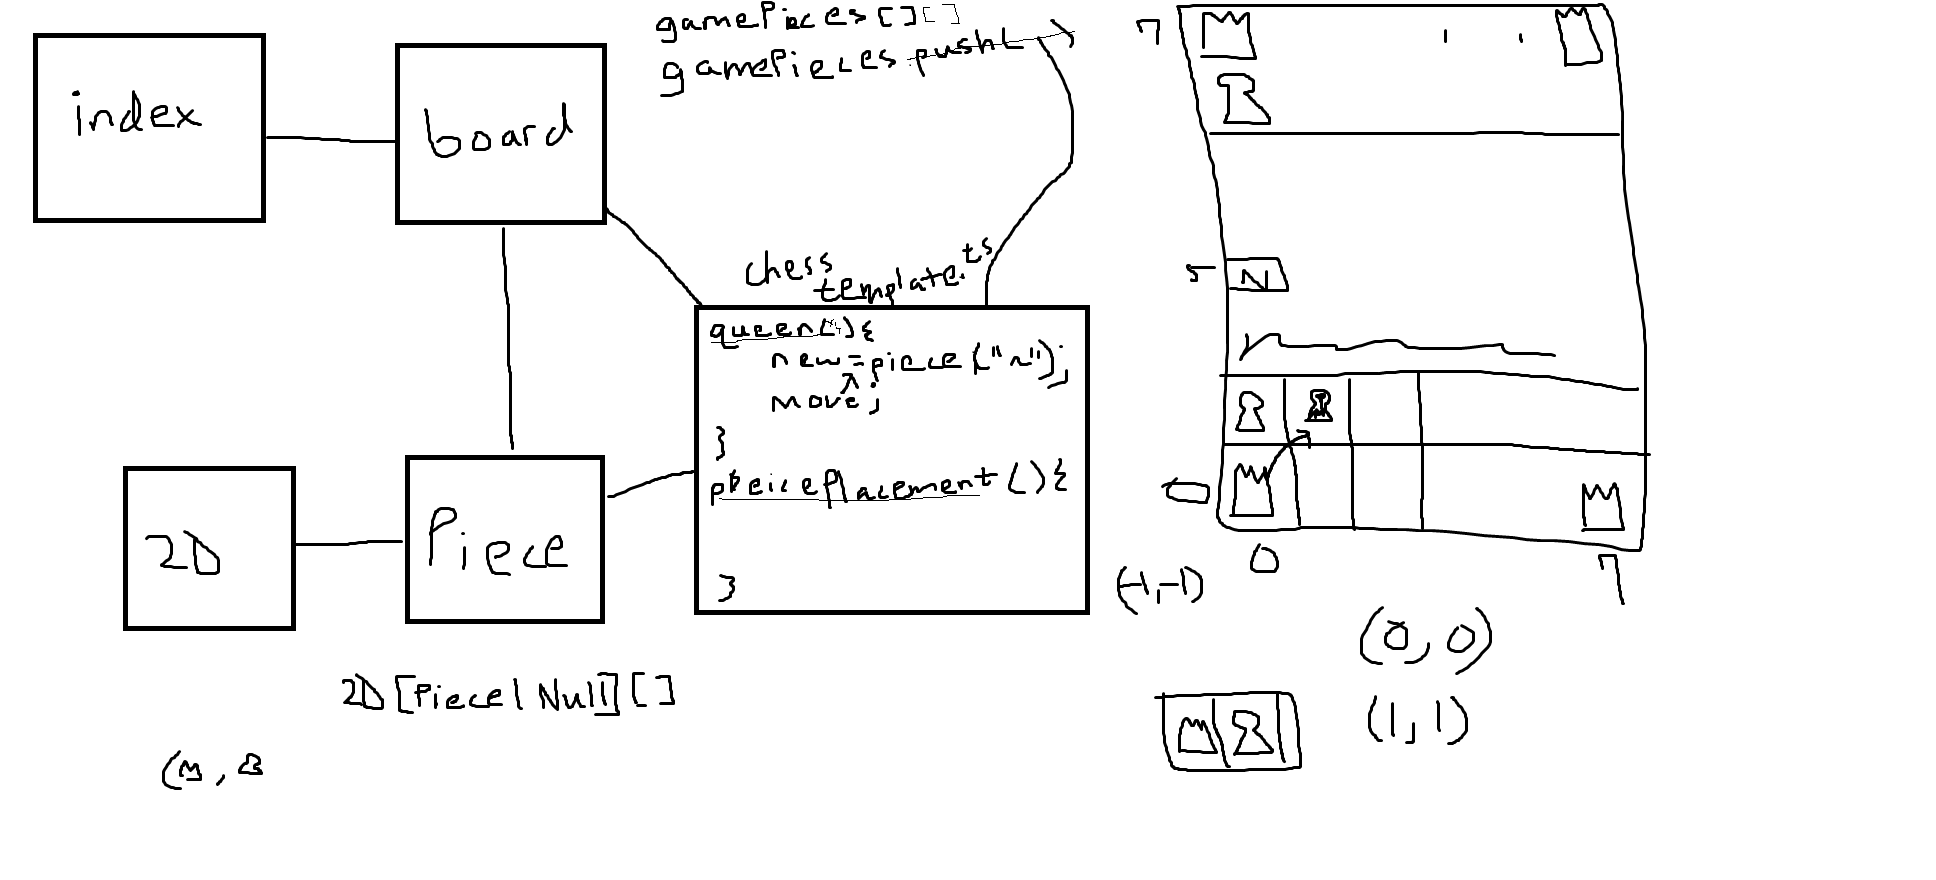 gamePieces[][]
gamePieces.push( )
index
board
chess
template.ts
queen(){
new = piece("~");
move;
}
pieiceplacement(){
}
2D
Piece
2D[Piece|Null][]
7
5
N
0
0
7
(-1,-1)
(0,0)
(1,1)